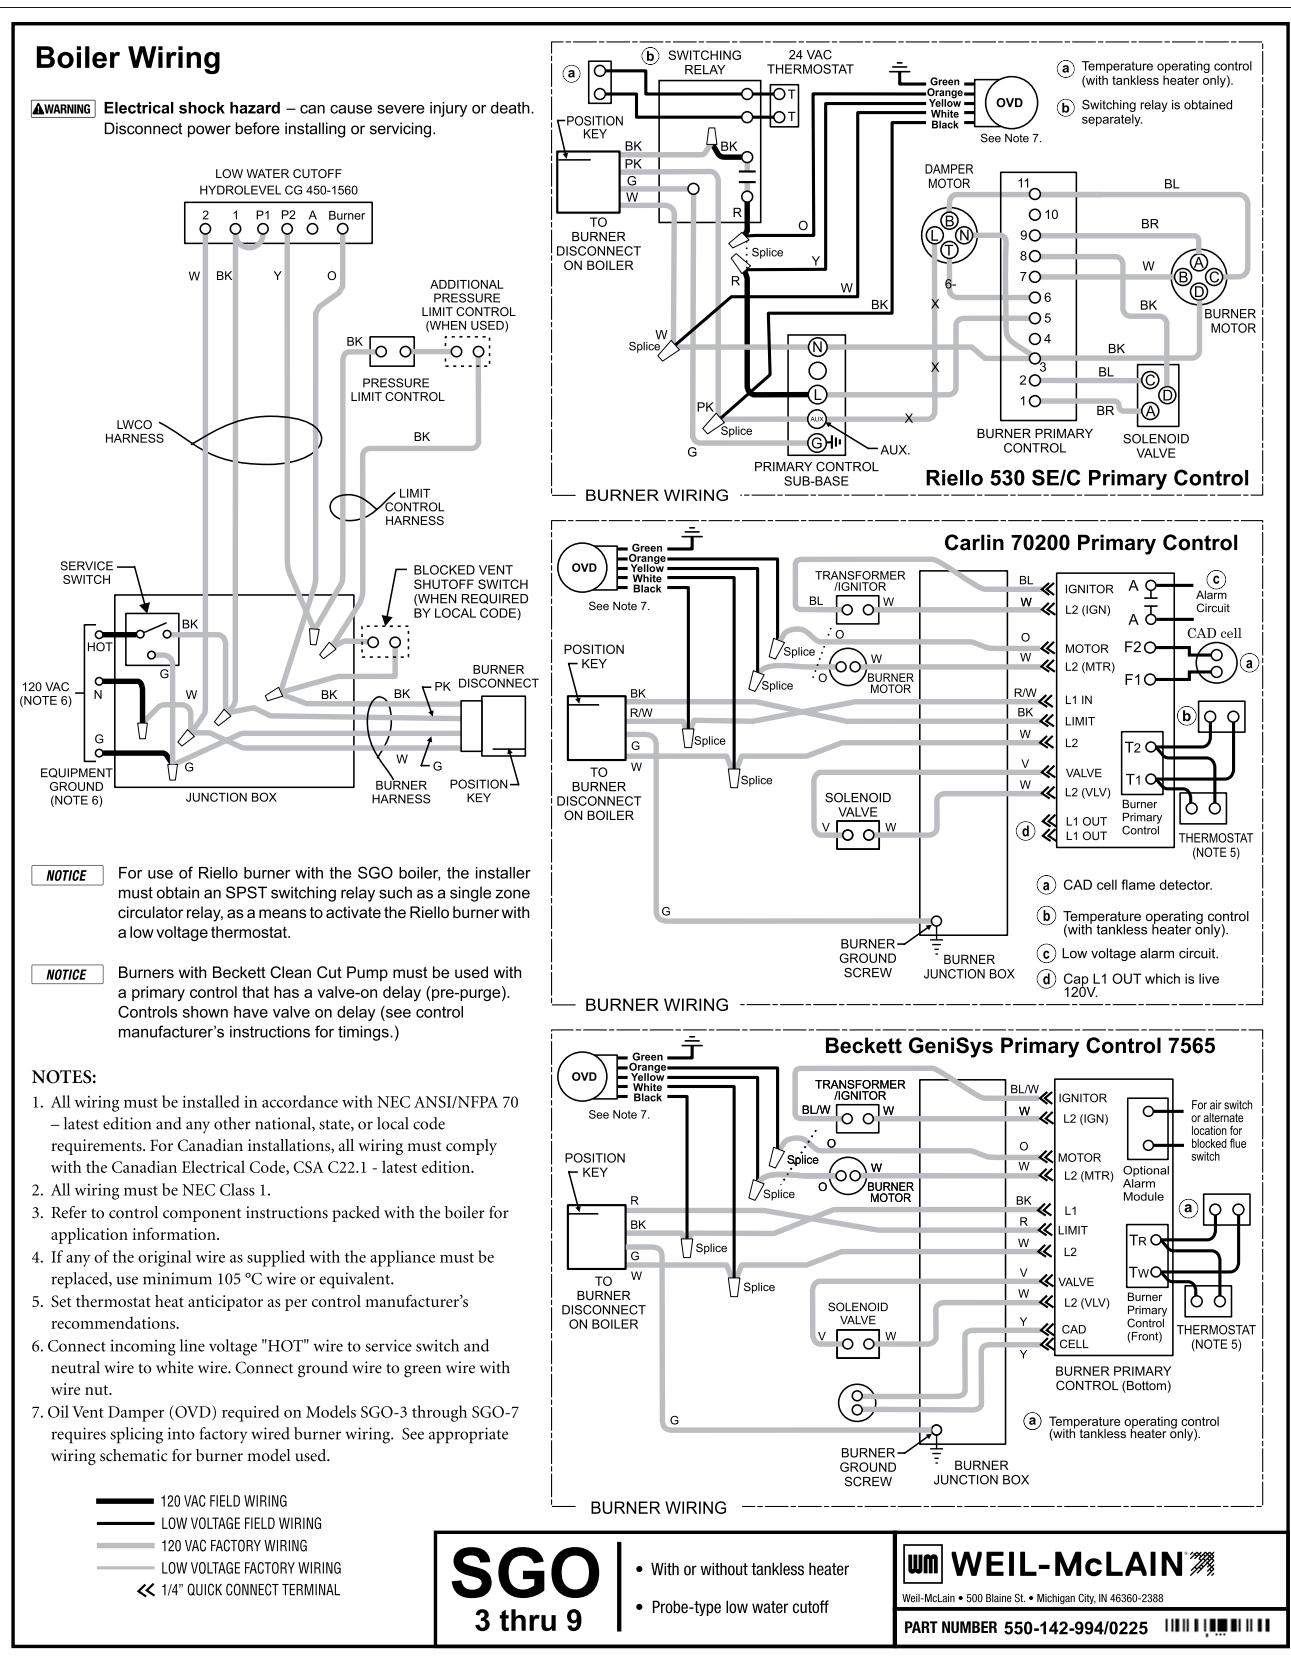 Boiler Wiring
WARNING
Electrical shock hazard – can cause severe injury or death.
Disconnect power before installing or servicing.
LOW WATER CUTOFF
HYDROLEVEL CG 450-1560
2 1 P1 P2 A Burner
W BK Y O
ADDITIONAL
PRESSURE
LIMIT CONTROL
(WHEN USED)
BK
PRESSURE
LIMIT CONTROL
LWCO
HARNESS
BK
LIMIT
CONTROL
HARNESS
SERVICE
SWITCH
BLOCKED VENT
SHUTOFF SWITCH
(WHEN REQUIRED
BY LOCAL CODE)
BK
HOT
G
120 VAC
(NOTE 6)
N
W
BK
BK
PK
BURNER
DISCONNECT
G
G
W
G
EQUIPMENT
GROUND
(NOTE 6)
JUNCTION BOX
BURNER
HARNESS
POSITION
KEY
NOTICE
For use of Riello burner with the SGO boiler, the installer
must obtain an SPST switching relay such as a single zone
circulator relay, as a means to activate the Riello burner with
a low voltage thermostat.
NOTICE
Burners with Beckett Clean Cut Pump must be used with
a primary control that has a valve-on delay (pre-purge).
Controls shown have valve on delay (see control
manufacturer's instructions for timings.)
NOTES:
1. All wiring must be installed in accordance with NEC ANSI/NFPA 70
– latest edition and any other national, state, or local code
requirements. For Canadian installations, all wiring must comply
with the Canadian Electrical Code, CSA C22.1 - latest edition.
2. All wiring must be NEC Class 1.
3. Refer to control component instructions packed with the boiler for
application information.
4. If any of the original wire as supplied with the appliance must be
replaced, use minimum 105 °C wire or equivalent.
5. Set thermostat heat anticipator as per control manufacturer's
recommendations.
6. Connect incoming line voltage "HOT" wire to service switch and
neutral wire to white wire. Connect ground wire to green wire with
wire nut.
7. Oil Vent Damper (OVD) required on Models SGO-3 through SGO-7
requires splicing into factory wired burner wiring. See appropriate
wiring schematic for burner model used.
120 VAC FIELD WIRING
LOW VOLTAGE FIELD WIRING
120 VAC FACTORY WIRING
LOW VOLTAGE FACTORY WIRING
1/4" QUICK CONNECT TERMINAL
b SWITCHING
RELAY
24 VAC
THERMOSTAT
a
T
T
Green
Orange
Yellow
White
Black
OVD
See Note 7.
a Temperature operating control
(with tankless heater only).
b Switching relay is obtained
separately.
POSITION
KEY
BK
PK
G
W
BK
R
TO
BURNER
DISCONNECT
ON BOILER
Splice
O
Y
R
W
BK
W
Splice
PK
Splice
G
DAMPER
MOTOR
B
L N
T
6-
X
X
X
11
10
9
8
7
6
5
4
3
2
1
BL
BR
W
BK
BK
BL
BR
A
B C
D
BURNER
MOTOR
C
D
A
SOLENOID
VALVE
N
L
AUX
G
AUX.
PRIMARY CONTROL
SUB-BASE
BURNER PRIMARY
CONTROL
Riello 530 SE/C Primary Control
BURNER WIRING
Carlin 70200 Primary Control
OVD
Green
Orange
Yellow
White
Black
See Note 7.
TRANSFORMER
/IGNITOR
BL W
O
Splice
O
W
BURNER
MOTOR
Splice
POSITION
KEY
BK
R/W
G
W
Splice
Splice
TO
BURNER
DISCONNECT
ON BOILER
SOLENOID
VALVE
V W
G
BURNER
GROUND
SCREW
BURNER
JUNCTION BOX
BL IGNITOR
W L2 (IGN)
O MOTOR
W L2 (MTR)
R/W L1 IN
BK LIMIT
W L2
V VALVE
W L2 (VLV)
L1 OUT
d L1 OUT
A
A
c
Alarm
Circuit
CAD cell
F2
F1
a
b
T2
T1
Burner
Primary
Control
THERMOSTAT
(NOTE 5)
a CAD cell flame detector.
b Temperature operating control
(with tankless heater only).
c Low voltage alarm circuit.
d Cap L1 OUT which is live
120V.
BURNER WIRING
Beckett GeniSys Primary Control 7565
OVD
Green
Orange
Yellow
White
Black
See Note 7.
TRANSFORMER
/IGNITOR
BL/W W
O
Splice
O
W
BURNER
MOTOR
Splice
POSITION
KEY
R
BK
G
W
Splice
Splice
TO
BURNER
DISCONNECT
ON BOILER
SOLENOID
VALVE
V W
G
BURNER
GROUND
SCREW
BURNER
JUNCTION BOX
BL/W IGNITOR
W L2 (IGN)
O MOTOR
W L2 (MTR)
BK L1
R LIMIT
W L2
V VALVE
W L2 (VLV)
Y CAD
CELL
Y
For air switch
or alternate
location for
blocked flue
switch
Optional
Alarm
Module
a
TR
TW
Burner
Primary
Control
(Front)
THERMOSTAT
(NOTE 5)
BURNER PRIMARY
CONTROL (Bottom)
a Temperature operating control
(with tankless heater only).
BURNER WIRING
SGO
3 thru 9
• With or without tankless heater
• Probe-type low water cutoff
wm WEIL-McLAIN
Weil-McLain • 500 Blaine St. • Michigan City, IN 46360-2388
PART NUMBER 550-142-994/0225